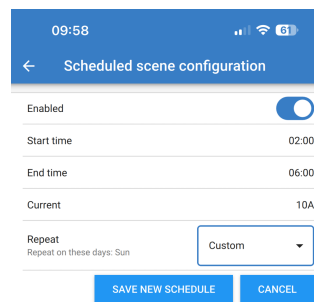 09:58
61
Scheduled scene configuration
Enabled
Start time 02:00
End time 06:00
Current 10A
Repeat
Repeat on these days: Sun
Custom
SAVE NEW SCHEDULE CANCEL